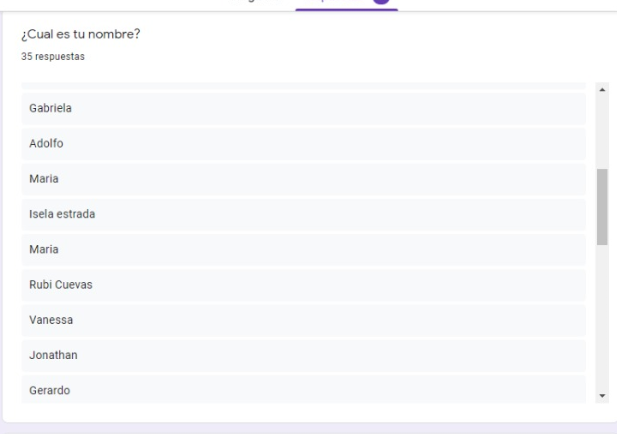 ¿Cual es tu nombre?
35 respuestas
Gabriela
Adolfo
Maria
Isela estrada
Maria
Rubi Cuevas
Vanessa
Jonathan
Gerardo